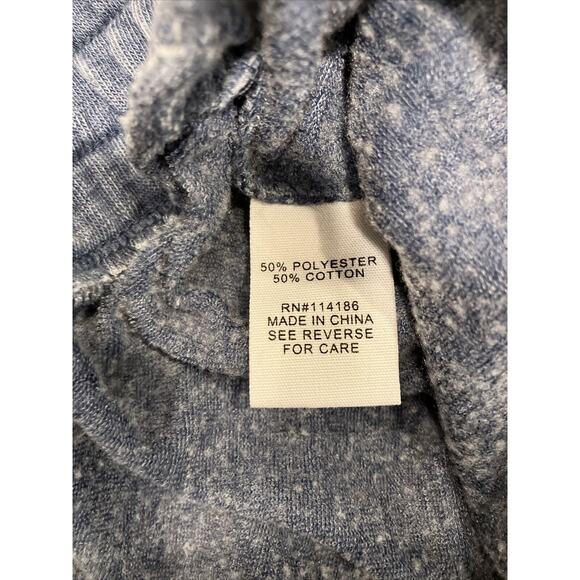 50% POLYESTER
50% COTTON
RN#114186
MADE IN CHINA
SEE REVERSE
FOR CARE